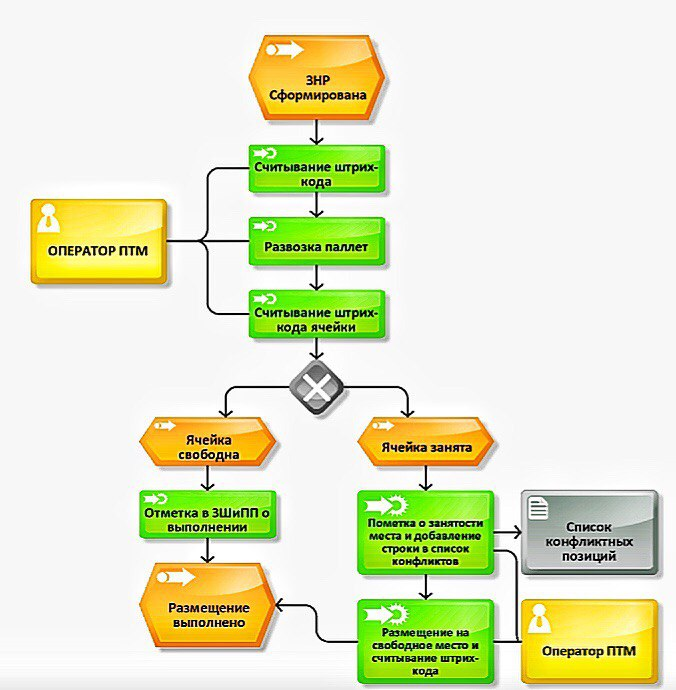 ЗНР
Сформирована
Считывание штрих-
кода
ОПЕРАТОР ПТМ
Развозка паллет
Считывание штрих-
кода ячейки
Ячейка
свободна
Ячейка занята
Отметка в ЗШиПП о
выполнении
Пометка о занятости
места и добавление
строки в список
конфликтов
Список
конфликтных
позиций
Размещение
выполнено
Размещение на
свободное место и
считывание штрих-
кода
Оператор ПТМ